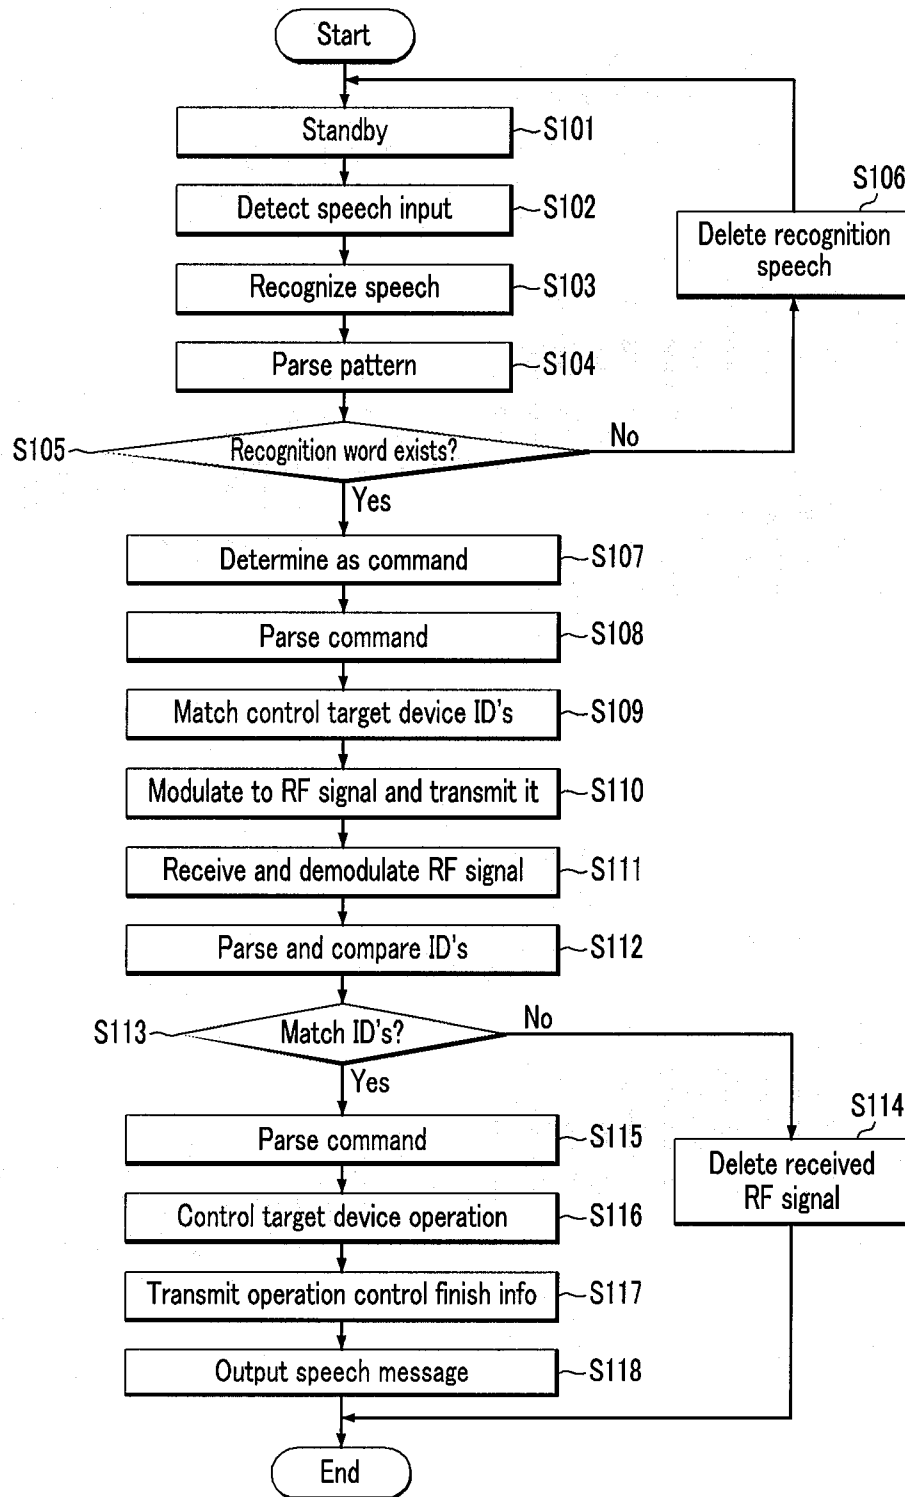 Start
Standby
S101
S106
Detect speech input
S102
Delete recognition
speech
Recognize speech
S103
Parse pattern
S104
S105
Recognition word exists?
No
Yes
Determine as command
S107
Parse command
S108
Match control target device ID's
S109
Modulate to RF signal and transmit it
S110
Receive and demodulate RF signal
S111
Parse and compare ID's
S112
S113
Match ID's?
No
Yes
S114
Parse command
S115
Delete received
RF signal
Control target device operation
S116
Transmit operation control finish info
S117
Output speech message
S118
End